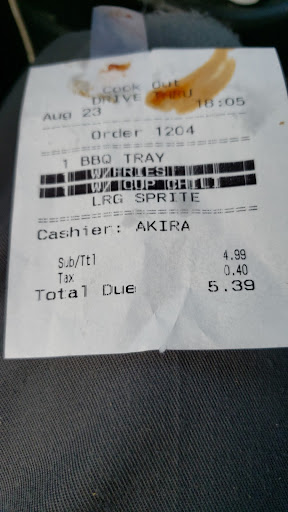 Cook Out
DRIVE THRU
Aug 23 18:05
Order 1204
1 BBQ TRAY
1 W/FRIES!
W/ CUP CHILI
LRG SPRITE
Cashier: AKIRA
Sub/Ttl 4.99
Tax 0.40
Total Due 5.39